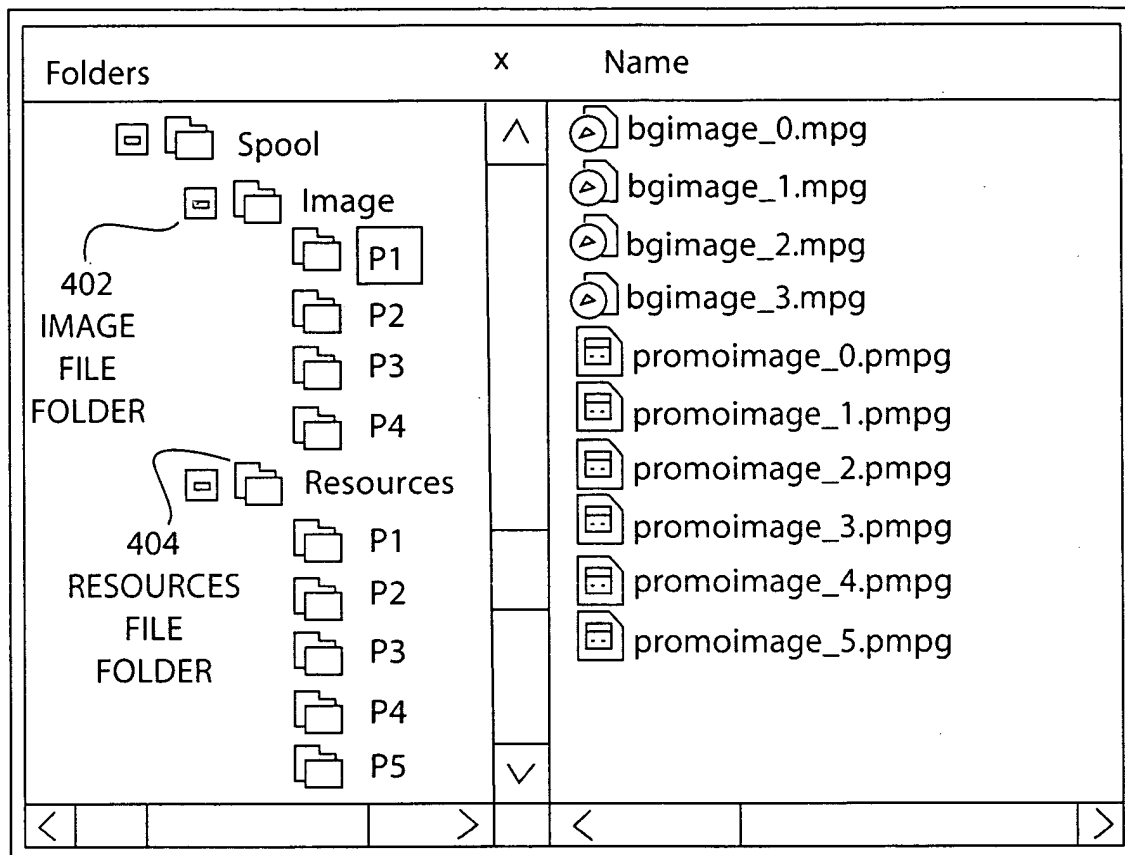 Folders x Name
Spool
Image
P1
P2
P3
P4
402
IMAGE
FILE
FOLDER
Resources
P1
P2
P3
P4
P5
404
RESOURCES
FILE
FOLDER
bgimage_0.mpg
bgimage_1.mpg
bgimage_2.mpg
bgimage_3.mpg
promoimage_0.pmpg
promoimage_1.pmpg
promoimage_2.pmpg
promoimage_3.pmpg
promoimage_4.pmpg
promoimage_5.pmpg